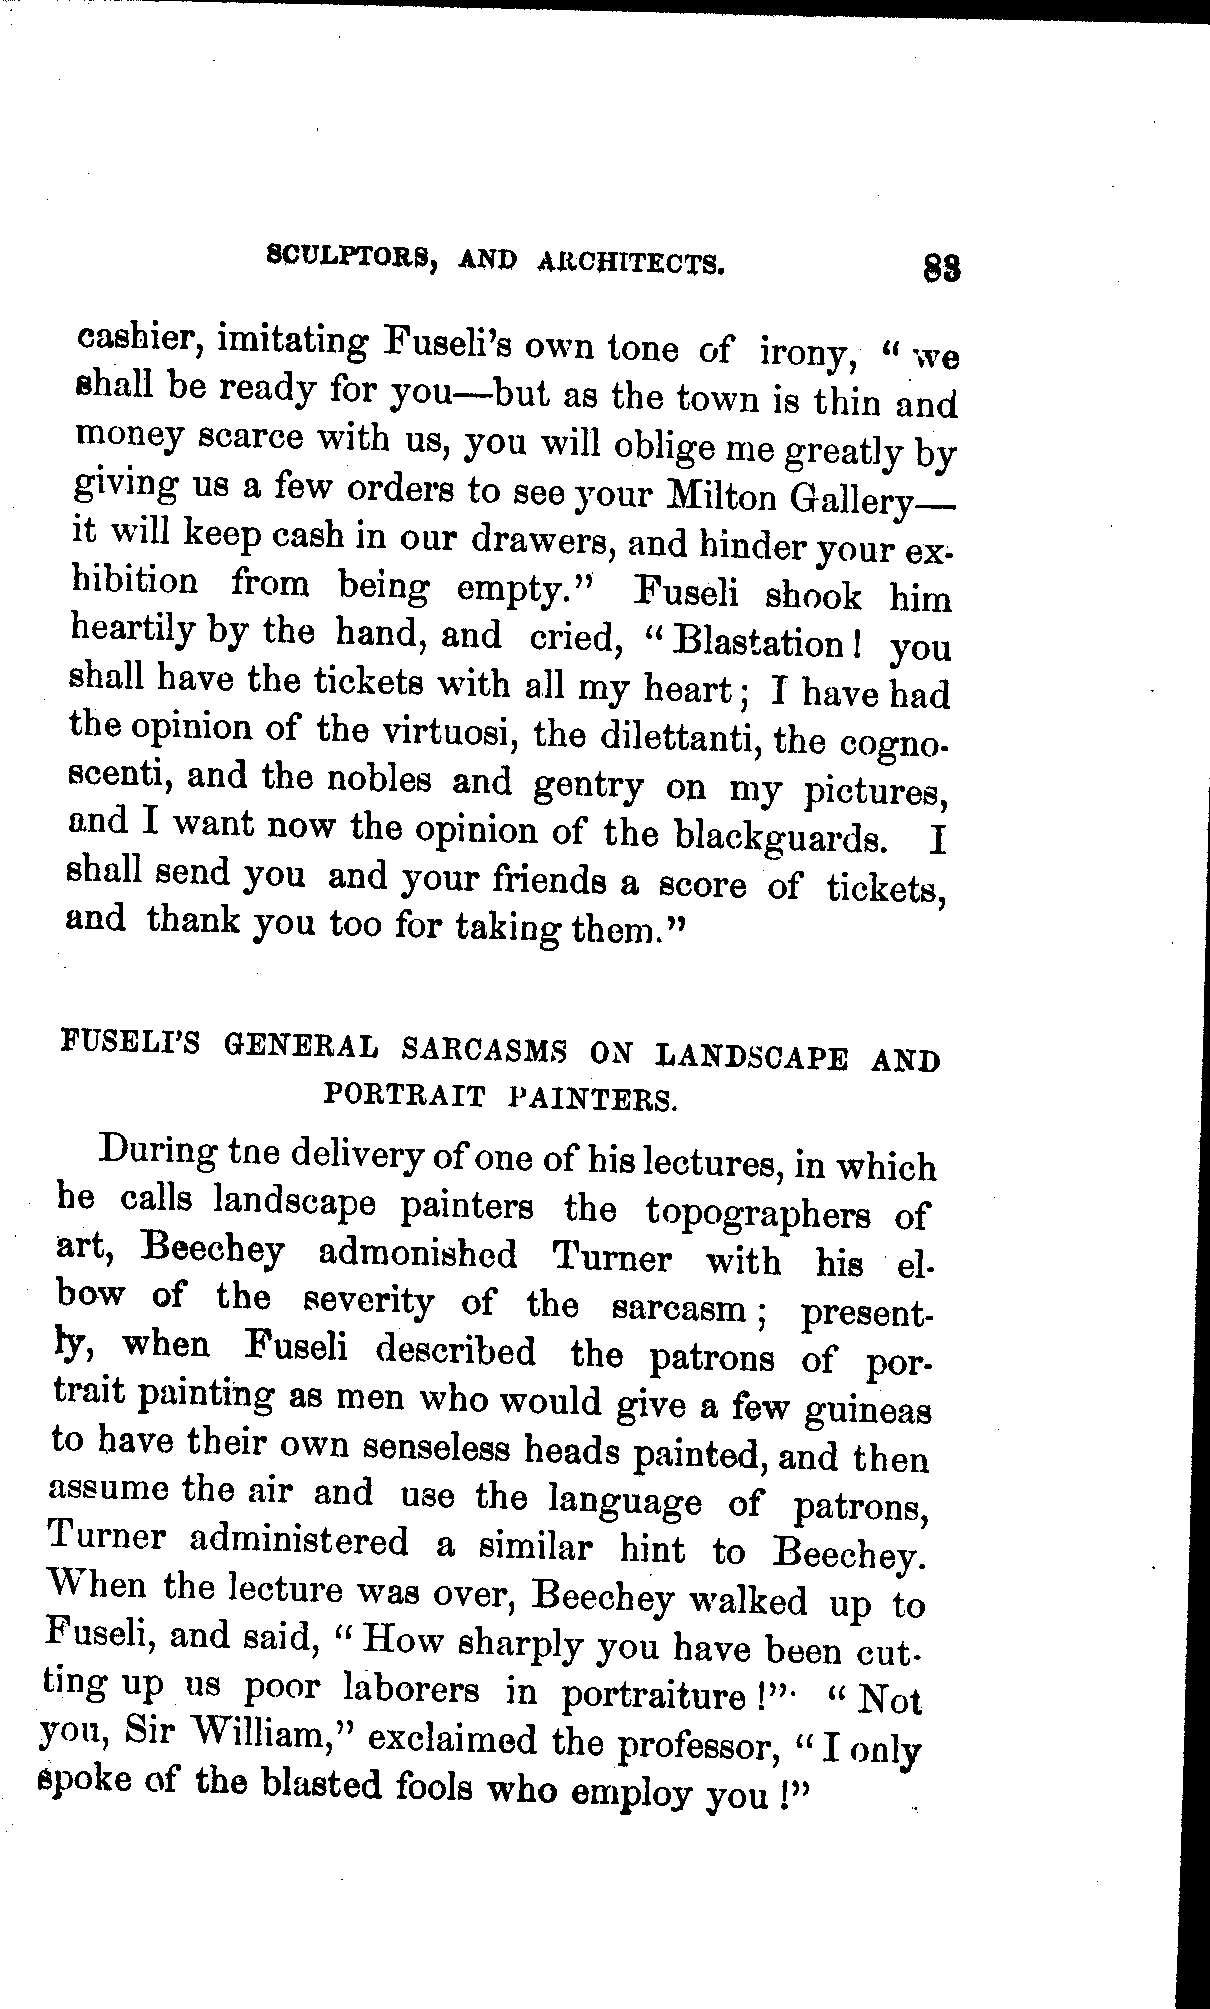 SCULPTORS, AND ARCHITECTS. 83
cashier, imitating Fuseli's own tone of irony, " we
shall be ready for you—but as the town is thin and
money scarce with us, you will oblige me greatly by
giving us a few orders to see your Milton Gallery—
it will keep cash in our drawers, and hinder your ex-
hibition from being empty." Fuseli shook him
heartily by the hand, and cried, " Blastation! you
shall have the tickets with all my heart; I have had
the opinion of the virtuosi, the dilettanti, the cogno-
scenti, and the nobles and gentry on my pictures,
and I want now the opinion of the blackguards. I
shall send you and your friends a score of tickets,
and thank you too for taking them."
FUSELI'S GENERAL SARCASMS ON LANDSCAPE AND
PORTRAIT PAINTERS.
During tne delivery of one of his lectures, in which
he calls landscape painters the topographers of
art, Beechey admonished Turner with his el-
bow of the severity of the sarcasm; present-
ly, when Fuseli described the patrons of por-
trait painting as men who would give a few guineas
to have their own senseless heads painted, and then
assume the air and use the language of patrons,
Turner administered a similar hint to Beechey.
When the lecture was over, Beechey walked up to
Fuseli, and said, " How sharply you have been cut-
ting up us poor laborers in portraiture!" " Not
you, Sir William," exclaimed the professor, " I only
spoke of the blasted fools who employ you!"